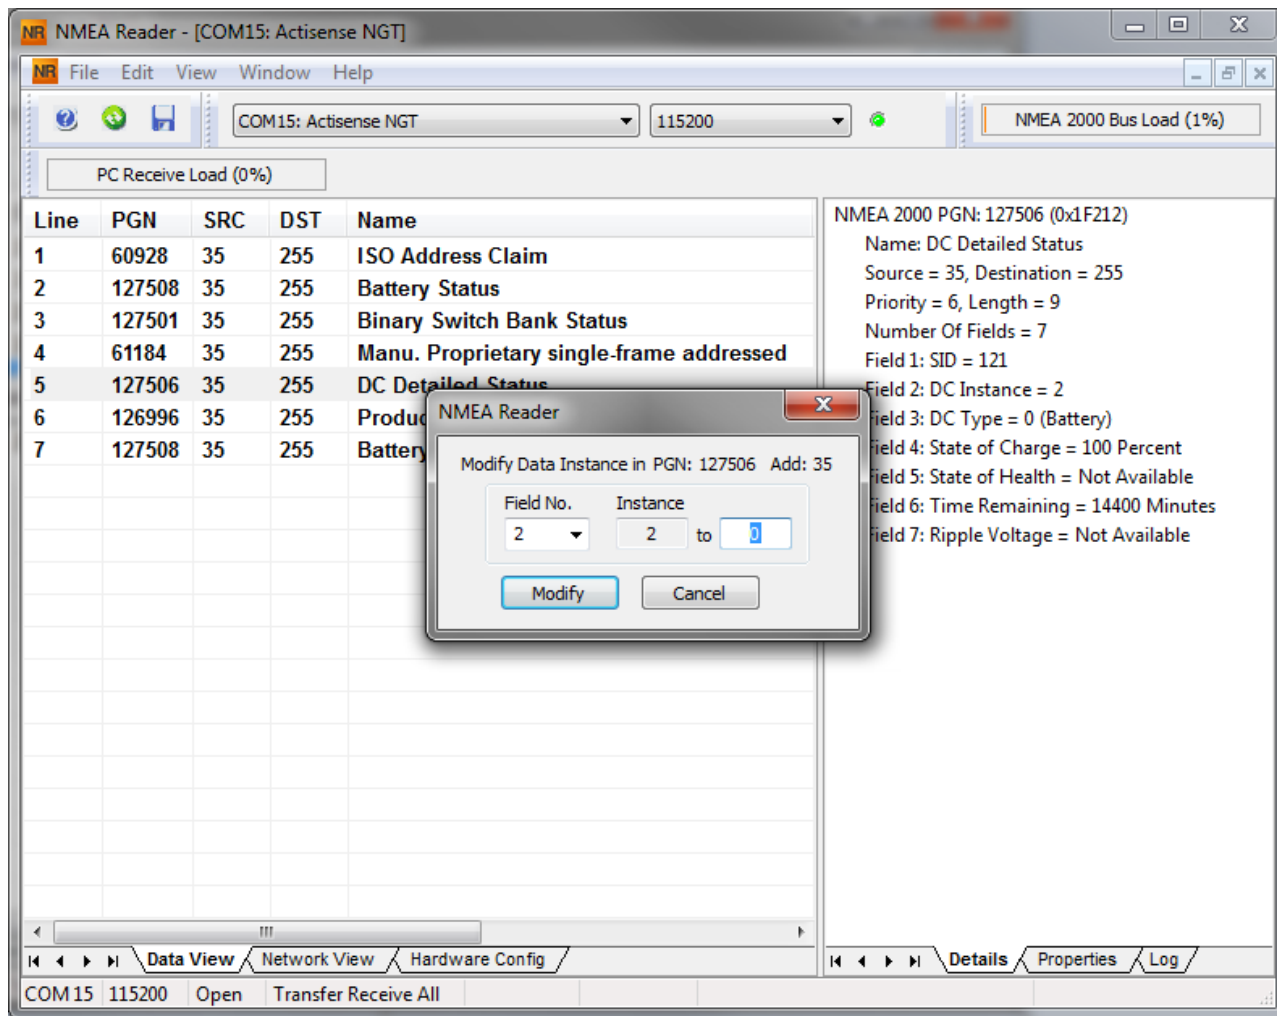 NR NMEA Reader - [COM15: Actisense NGT]
NR File Edit View Window Help
COM15: Actisense NGT 115200 NMEA 2000 Bus Load (1%)
PC Receive Load (0%)
Line PGN SRC DST Name
1 60928 35 255 ISO Address Claim
2 127508 35 255 Battery Status
3 127501 35 255 Binary Switch Bank Status
4 61184 35 255 Manu. Proprietary single-frame addressed
5 127506 35 255 DC Detailed Status
6 126996 35 255 Produc
7 127508 35 255 Battery
NMEA 2000 PGN: 127506 (0x1F212)
Name: DC Detailed Status
Source = 35, Destination = 255
Priority = 6, Length = 9
Number Of Fields = 7
Field 1: SID = 121
Field 2: DC Instance = 2
Field 3: DC Type = 0 (Battery)
Field 4: State of Charge = 100 Percent
Field 5: State of Health = Not Available
Field 6: Time Remaining = 14400 Minutes
Field 7: Ripple Voltage = Not Available
NMEA Reader
Modify Data Instance in PGN: 127506 Add: 35
Field No. Instance
2 2 to 0
Modify Cancel
Data View Network View Hardware Config
Details Properties Log
COM 15 115200 Open Transfer Receive All